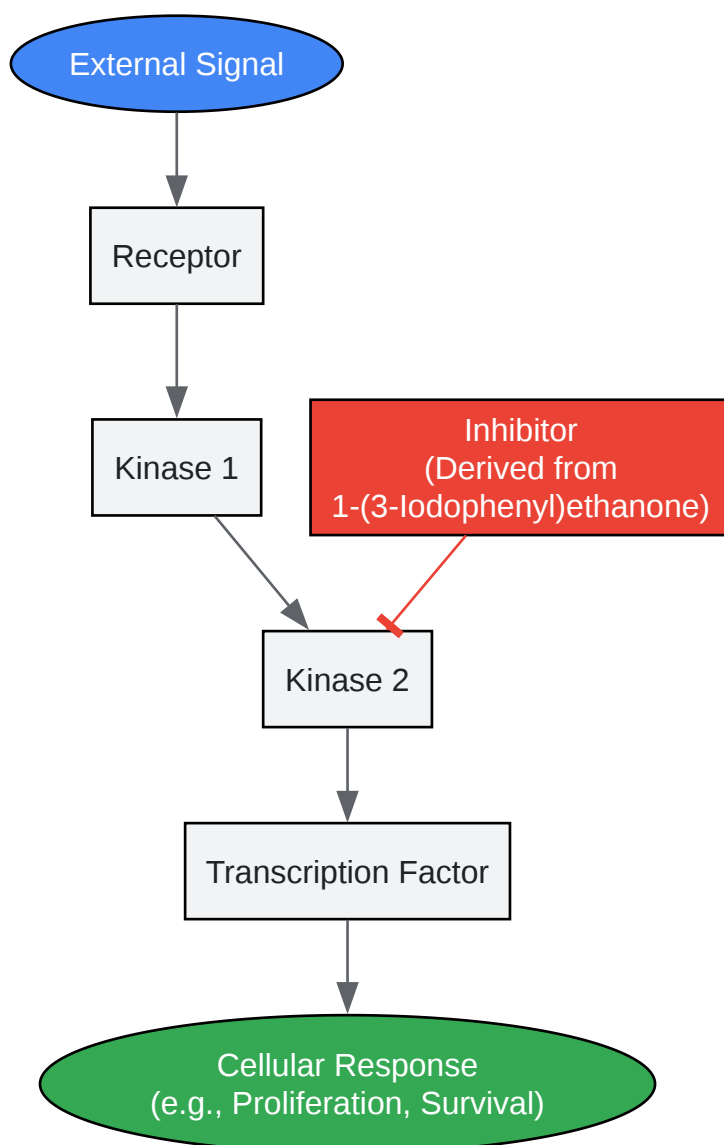 External Signal
Receptor
Kinase 1
Inhibitor
(Derived from
1-(3-Iodophenyl)ethanone)
Kinase 2
Transcription Factor
Cellular Response
(e.g., Proliferation, Survival)